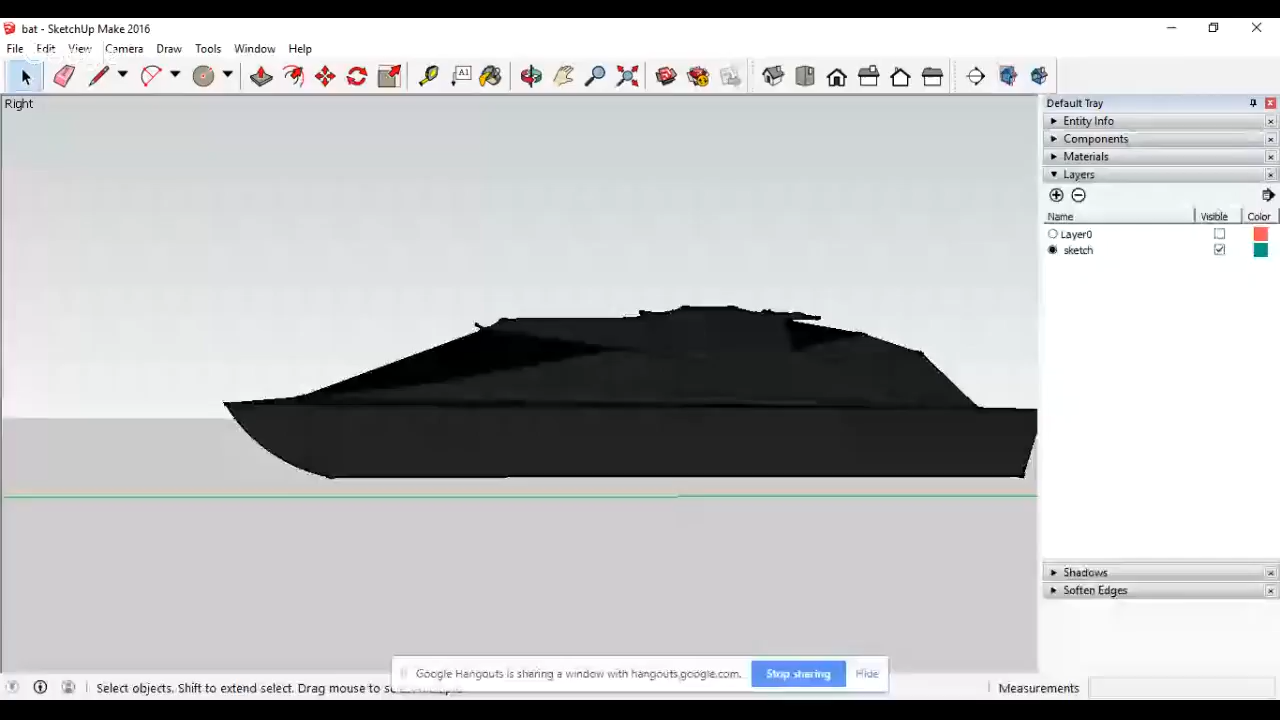 bat - SketchUp Make 2016
File Edit View Camera Draw Tools Window Help
A1
Right
Default Tray
Entity Info
Components
Materials
Layers
Name Visible Color
Layer0
sketch
Shadows
Soften Edges
Google Hangouts is sharing a window with hangouts.google.com. Stop sharing Hide
Select objects. Shift to extend select. Drag mouse to
Measurements